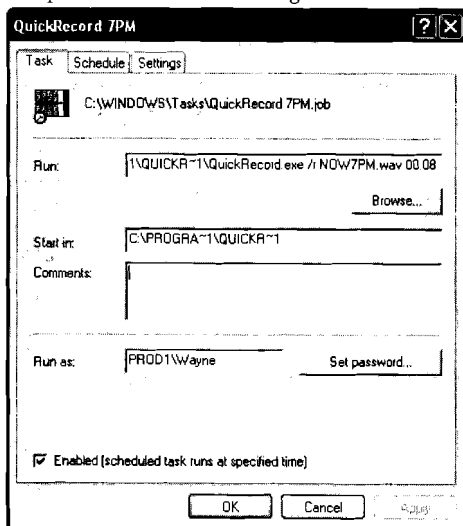 QuickRecord 7PM
Task Schedule Settings
C:\WINDOWS\Tasks\QuickRecord 7PM.job
Run: 1\QUICKR~1\QuickRecord.exe /r NOW7PM.wav 00.08
Browse...
Start in: C:\PROGRA~1\QUICKR~1
Comments:
Run as: PROD1\Wayne Set password...
Enabled (scheduled task runs at specified time)
OK Cancel Apply